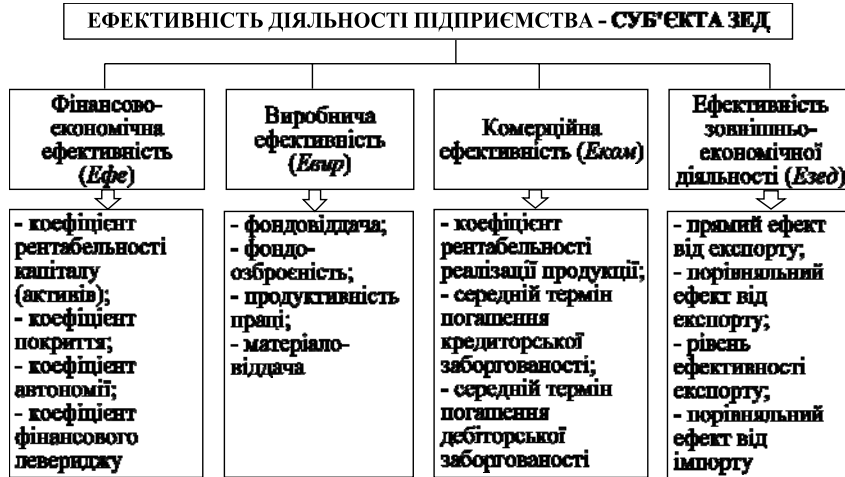 ЕФЕКТИВНІСТЬ ДІЯЛЬНОСТІ ПІДПРИЄМСТВА - СУБ'ЄКТА ЗЕД
Фінансово-
економічна
ефективність
(Ефе)
Виробнича
ефективність
(Евир)
Комерційна
ефективність (Еком)
Ефективність
зовнішньо-
економічної
діяльності (Езед)
- коефіцієнт
рентабельності
капіталу
(активів);
- коефіцієнт
покриття;
- коефіцієнт
автономії;
- коефіцієнт
фінансового
левериджу
- фондовіддача;
- фондо-
озброєність;
- продуктивність
праці;
- матеріало-
віддача
- коефіцієнт
рентабельності
реалізації продукції;
- середній термін
погашення
кредиторської
заборгованості;
- середній термін
погашення
дебіторської
заборгованості
- прямий ефект
від експорту;
- порівняльний
ефект від
експорту;
- рівень
ефективності
експорту;
- порівняльний
ефект від
імпорту